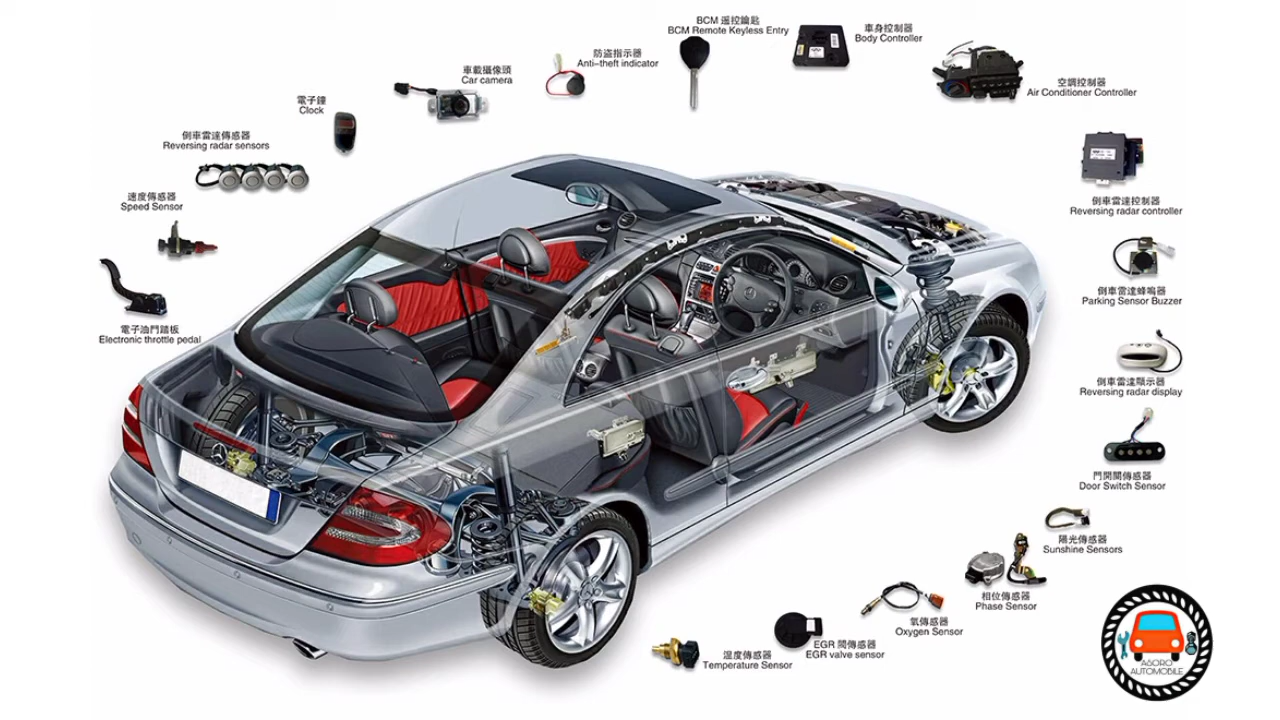 BCM 遥控鑰匙
BCM Remote Keyless Entry
車身控制器
Body Controller
防盜指示器
Anti-theft indicator
車載攝像頭
Car camera
空調控制器
Air Conditioner Controller
電子鐘
Clock
倒車雷達傳感器
Reversing radar sensors
速度傳感器
Speed Sensor
倒車雷達控制器
Reversing radar controller
倒車雷達蜂鳴器
Parking Sensor Buzzer
電子油門踏板
Electronic throttle pedal
倒車雷達顯示器
Reversing radar display
門開關傳感器
Door Switch Sensor
陽光傳感器
Sunshine Sensors
相位傳感器
Phase Sensor
氧傳感器
Oxygen Sensor
EGR 閥傳感器
EGR valve sensor
温度傳感器
Temperature Sensor
AGORO
AUTOMOBILE